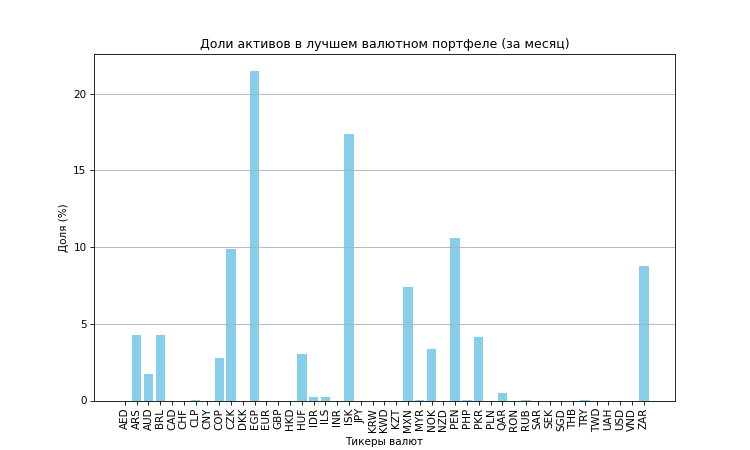 Доли активов в лучшем валютном портфеле (за месяц)
Доля (%)
20
15
10
5
0
AED ARS AUD BRL CAD CHF CLP CNY COP CZK DKK EGP EUR GBP HKD HUF IDR ILS INR ISK JPY KRW KWD KZT MXN MYR NOK NZD PEN PHP PKR PLN QAR RON RUB SAR SEK SGD THB TRY TWD UAH USD VND ZAR
Тикеры валют